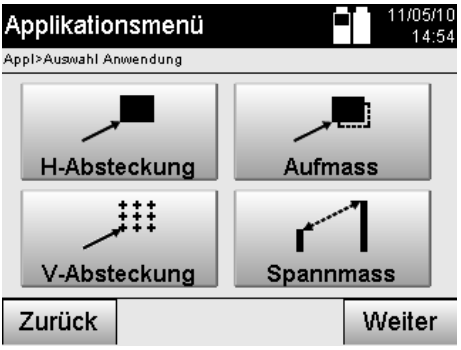 Applikationsmenü
11/05/10
14:54
Appl>Auswahl Anwendung
H-Absteckung
Aufmass
V-Absteckung
Spannmass
Zurück
Weiter